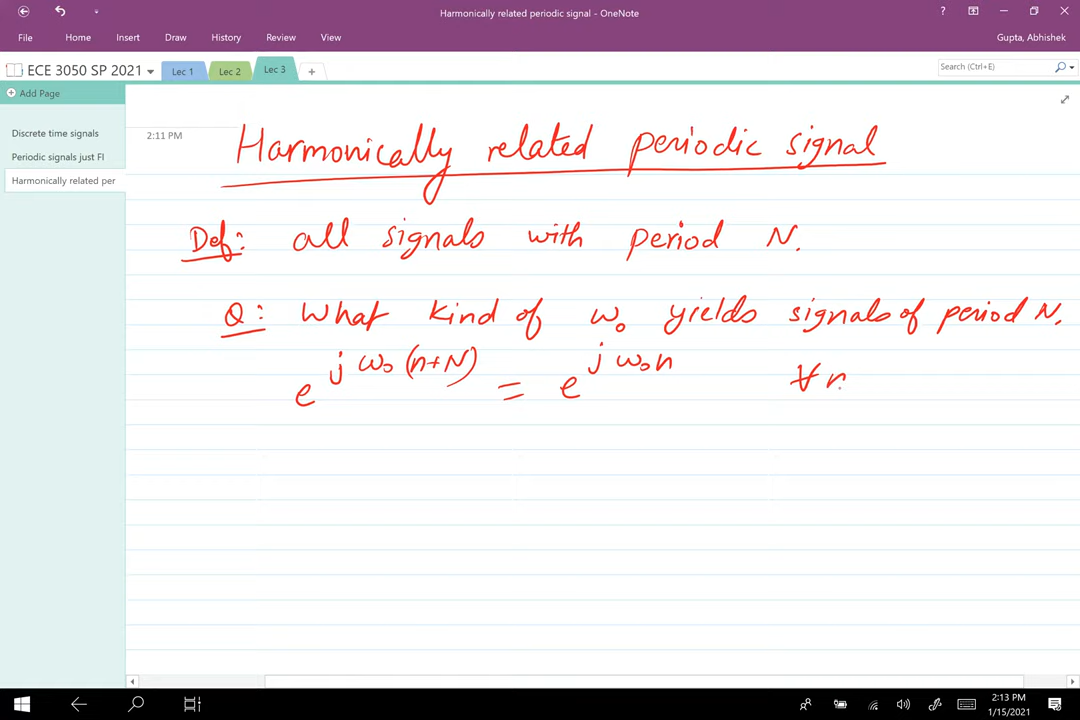 Harmonically related periodic signal - OneNote
File Home Insert Draw History Review View
Gupta, Abhishek
ECE 3050 SP 2021
Lec 1 Lec 2 Lec 3
Search (Ctrl+E)
Add Page
Discrete time signals
Periodic signals just FI
Harmonically related per
2:11 PM
Harmonically related periodic signal
Def: all signals with period N.
Q: What kind of ω₀ yields signals of period N.
e^{jω₀(n+N)} = e^{jω₀n} ∀ n
2:13 PM
1/15/2021